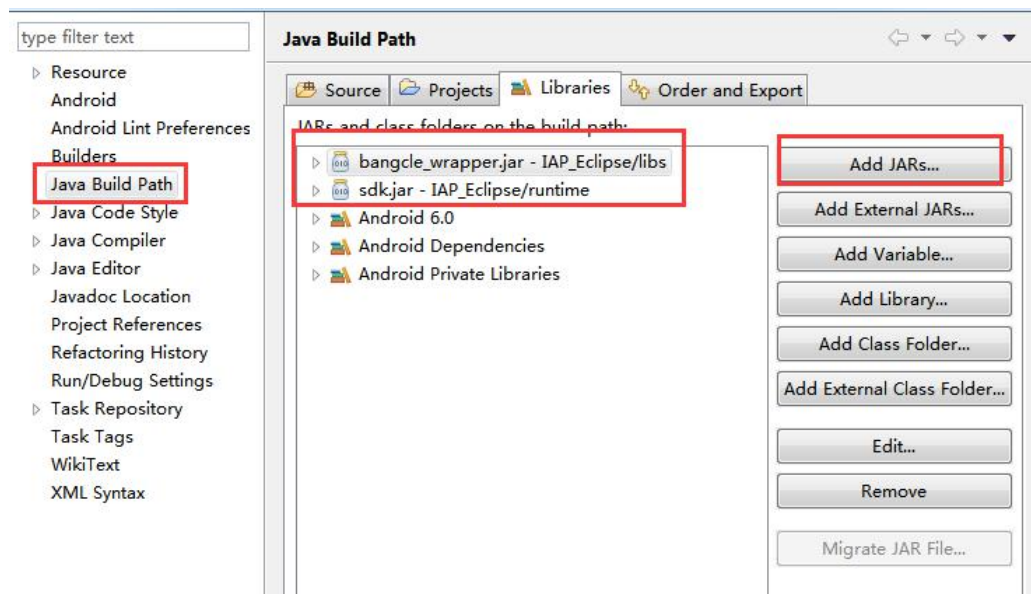 type filter text
Resource
Android
Android Lint Preferences
Builders
Java Build Path
Java Code Style
Java Compiler
Java Editor
Javadoc Location
Project References
Refactoring History
Run/Debug Settings
Task Repository
Task Tags
WikiText
XML Syntax
Java Build Path
Source Projects Libraries Order and Export
JARs and class folders on the build path:
bangcle_wrapper.jar - IAP_Eclipse/libs
sdk.jar - IAP_Eclipse/runtime
Android 6.0
Android Dependencies
Android Private Libraries
Add JARs...
Add External JARs...
Add Variable...
Add Library...
Add Class Folder...
Add External Class Folder...
Edit...
Remove
Migrate JAR File...